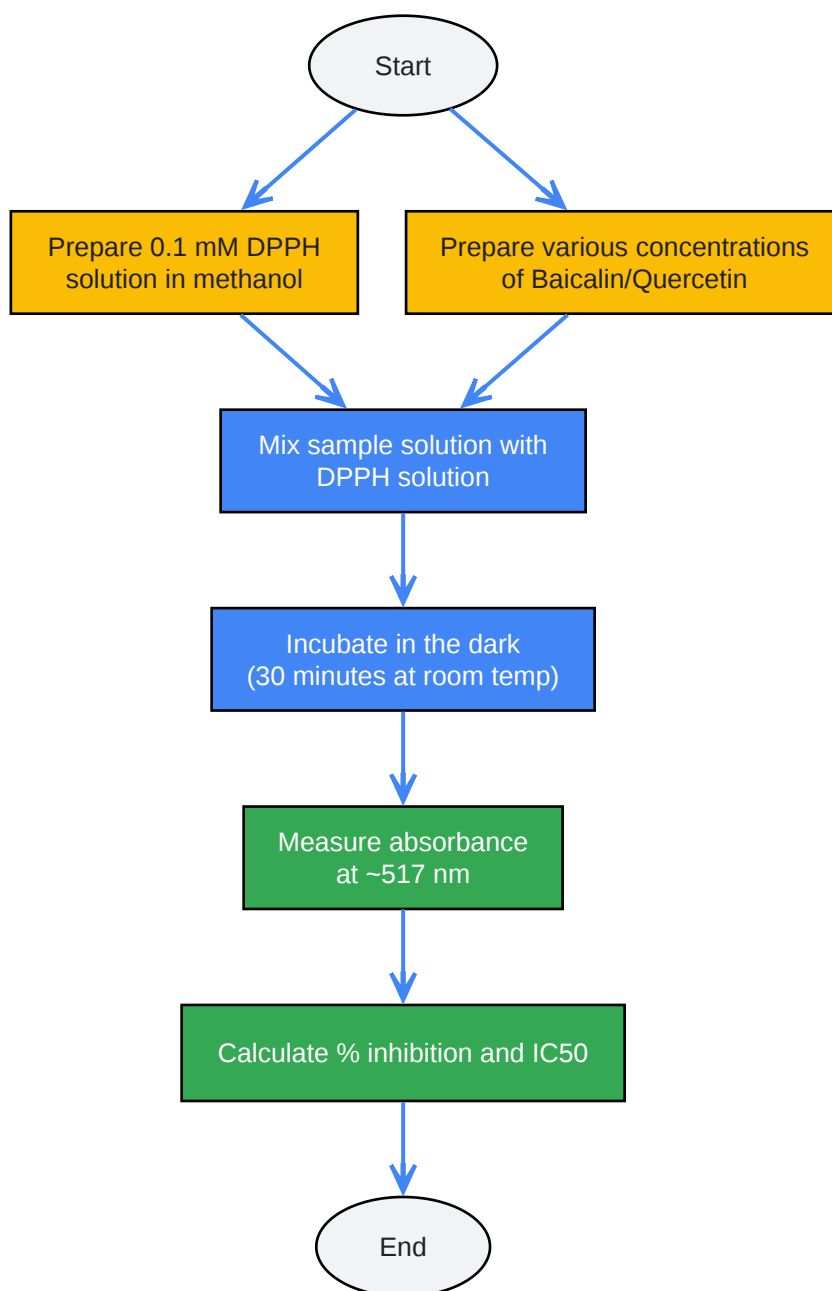 Start
Prepare 0.1 mM DPPH
solution in methanol
Prepare various concentrations
of Baicalin/Quercetin
Mix sample solution with
DPPH solution
Incubate in the dark
(30 minutes at room temp)
Measure absorbance
at ~517 nm
Calculate % inhibition and IC50
End